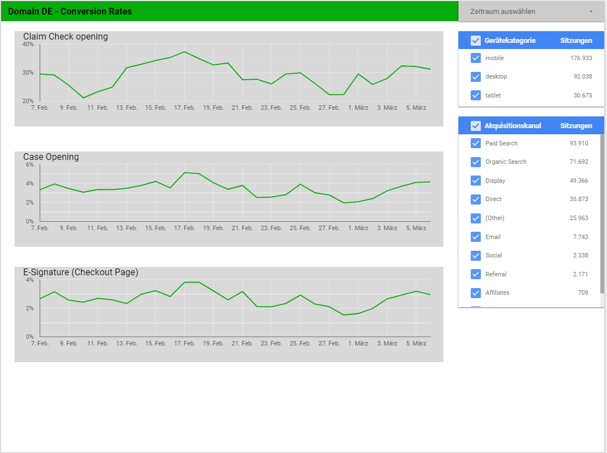 Domain DE - Conversion Rates
Zeitraum auswählen
Claim Check opening
40%
30%
20%
7. Feb. 9. Feb. 11. Feb. 13. Feb. 15. Feb. 17. Feb. 19. Feb. 21. Feb. 23. Feb. 25. Feb. 27. Feb. 1. März 3. März 5. März
Case Opening
6%
4%
2%
0%
7. Feb. 9. Feb. 11. Feb. 13. Feb. 15. Feb. 17. Feb. 19. Feb. 21. Feb. 23. Feb. 25. Feb. 27. Feb. 1. März 3. März 5. März
E-Signature (Checkout Page)
4%
2%
0%
7. Feb. 9. Feb. 11. Feb. 13. Feb. 15. Feb. 17. Feb. 19. Feb. 21. Feb. 23. Feb. 25. Feb. 27. Feb. 1. März 3. März 5. März
Gerätekategorie Sitzungen
mobile 176.933
desktop 92.038
tablet 30.675
Akquisitionskanal Sitzungen
Paid Search 93.910
Organic Search 71.692
Display 49.366
Direct 35.873
(Other) 25.963
Email 7.743
Social 2.338
Referral 2.171
Affiliates 709